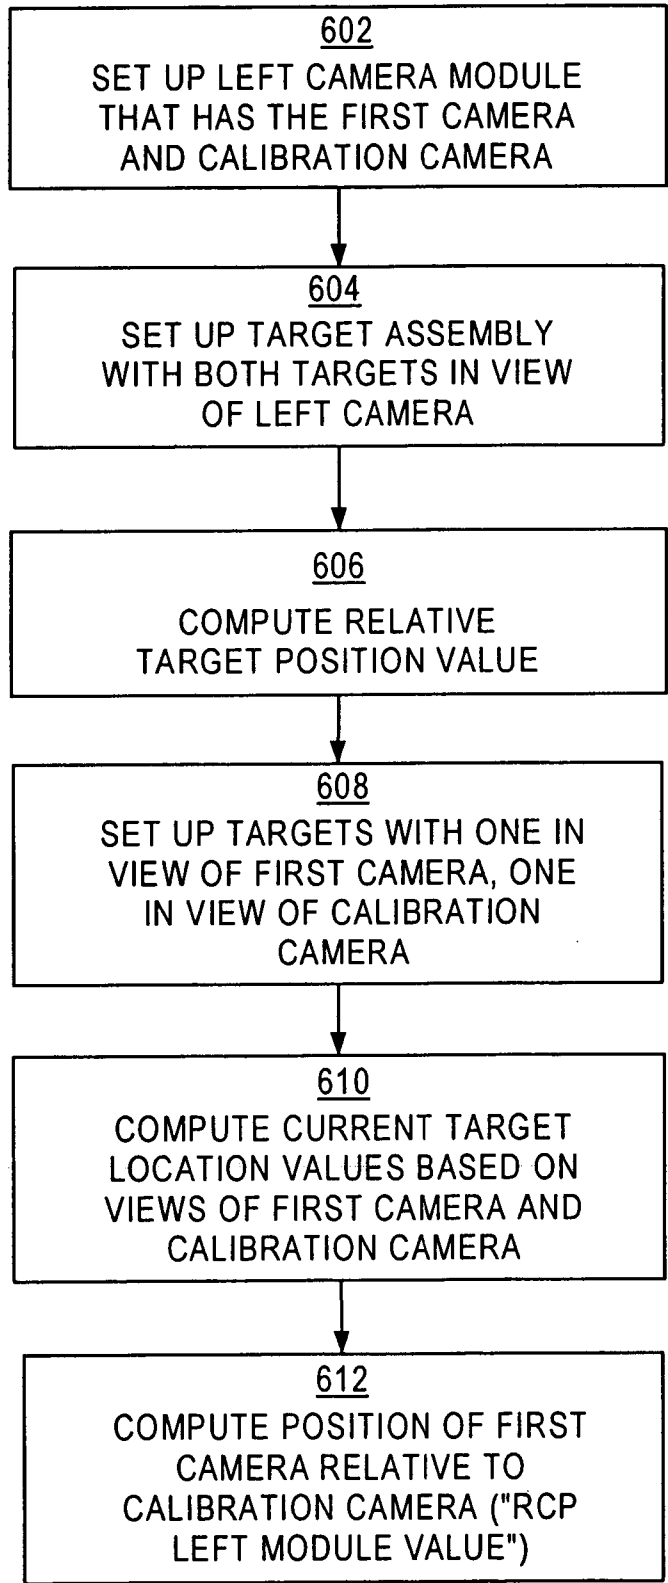 602
SET UP LEFT CAMERA MODULE
THAT HAS THE FIRST CAMERA
AND CALIBRATION CAMERA
604
SET UP TARGET ASSEMBLY
WITH BOTH TARGETS IN VIEW
OF LEFT CAMERA
606
COMPUTE RELATIVE
TARGET POSITION VALUE
608
SET UP TARGETS WITH ONE IN
VIEW OF FIRST CAMERA, ONE
IN VIEW OF CALIBRATION
CAMERA
610
COMPUTE CURRENT TARGET
LOCATION VALUES BASED ON
VIEWS OF FIRST CAMERA AND
CALIBRATION CAMERA
612
COMPUTE POSITION OF FIRST
CAMERA RELATIVE TO
CALIBRATION CAMERA ("RCP
LEFT MODULE VALUE")